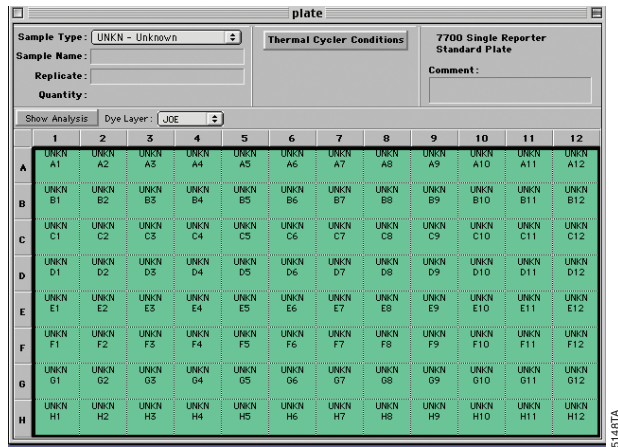 plate
Sample Type: UNKN - Unknown
Thermal Cycler Conditions
7700 Single Reporter
Standard Plate
Sample Name:
Replicate:
Comment:
Quantity:
Show Analysis Dye Layer: JOE
1 2 3 4 5 6 7 8 9 10 11 12
UNKN UNKN UNKN UNKN UNKN UNKN UNKN UNKN UNKN UNKN UNKN UNKN
A A1 A2 A3 A4 A5 A6 A7 A8 A9 A10 A11 A12
UNKN UNKN UNKN UNKN UNKN UNKN UNKN UNKN UNKN UNKN UNKN UNKN
B B1 B2 B3 B4 B5 B6 B7 B8 B9 B10 B11 B12
UNKN UNKN UNKN UNKN UNKN UNKN UNKN UNKN UNKN UNKN UNKN UNKN
C C1 C2 C3 C4 C5 C6 C7 C8 C9 C10 C11 C12
UNKN UNKN UNKN UNKN UNKN UNKN UNKN UNKN UNKN UNKN UNKN UNKN
D D1 D2 D3 D4 D5 D6 D7 D8 D9 D10 D11 D12
UNKN UNKN UNKN UNKN UNKN UNKN UNKN UNKN UNKN UNKN UNKN UNKN
E E1 E2 E3 E4 E5 E6 E7 E8 E9 E10 E11 E12
UNKN UNKN UNKN UNKN UNKN UNKN UNKN UNKN UNKN UNKN UNKN UNKN
F F1 F2 F3 F4 F5 F6 F7 F8 F9 F10 F11 F12
UNKN UNKN UNKN UNKN UNKN UNKN UNKN UNKN UNKN UNKN UNKN UNKN
G G1 G2 G3 G4 G5 G6 G7 G8 G9 G10 G11 G12
UNKN UNKN UNKN UNKN UNKN UNKN UNKN UNKN UNKN UNKN UNKN UNKN
H H1 H2 H3 H4 H5 H6 H7 H8 H9 H10 H11 H12
5148TA